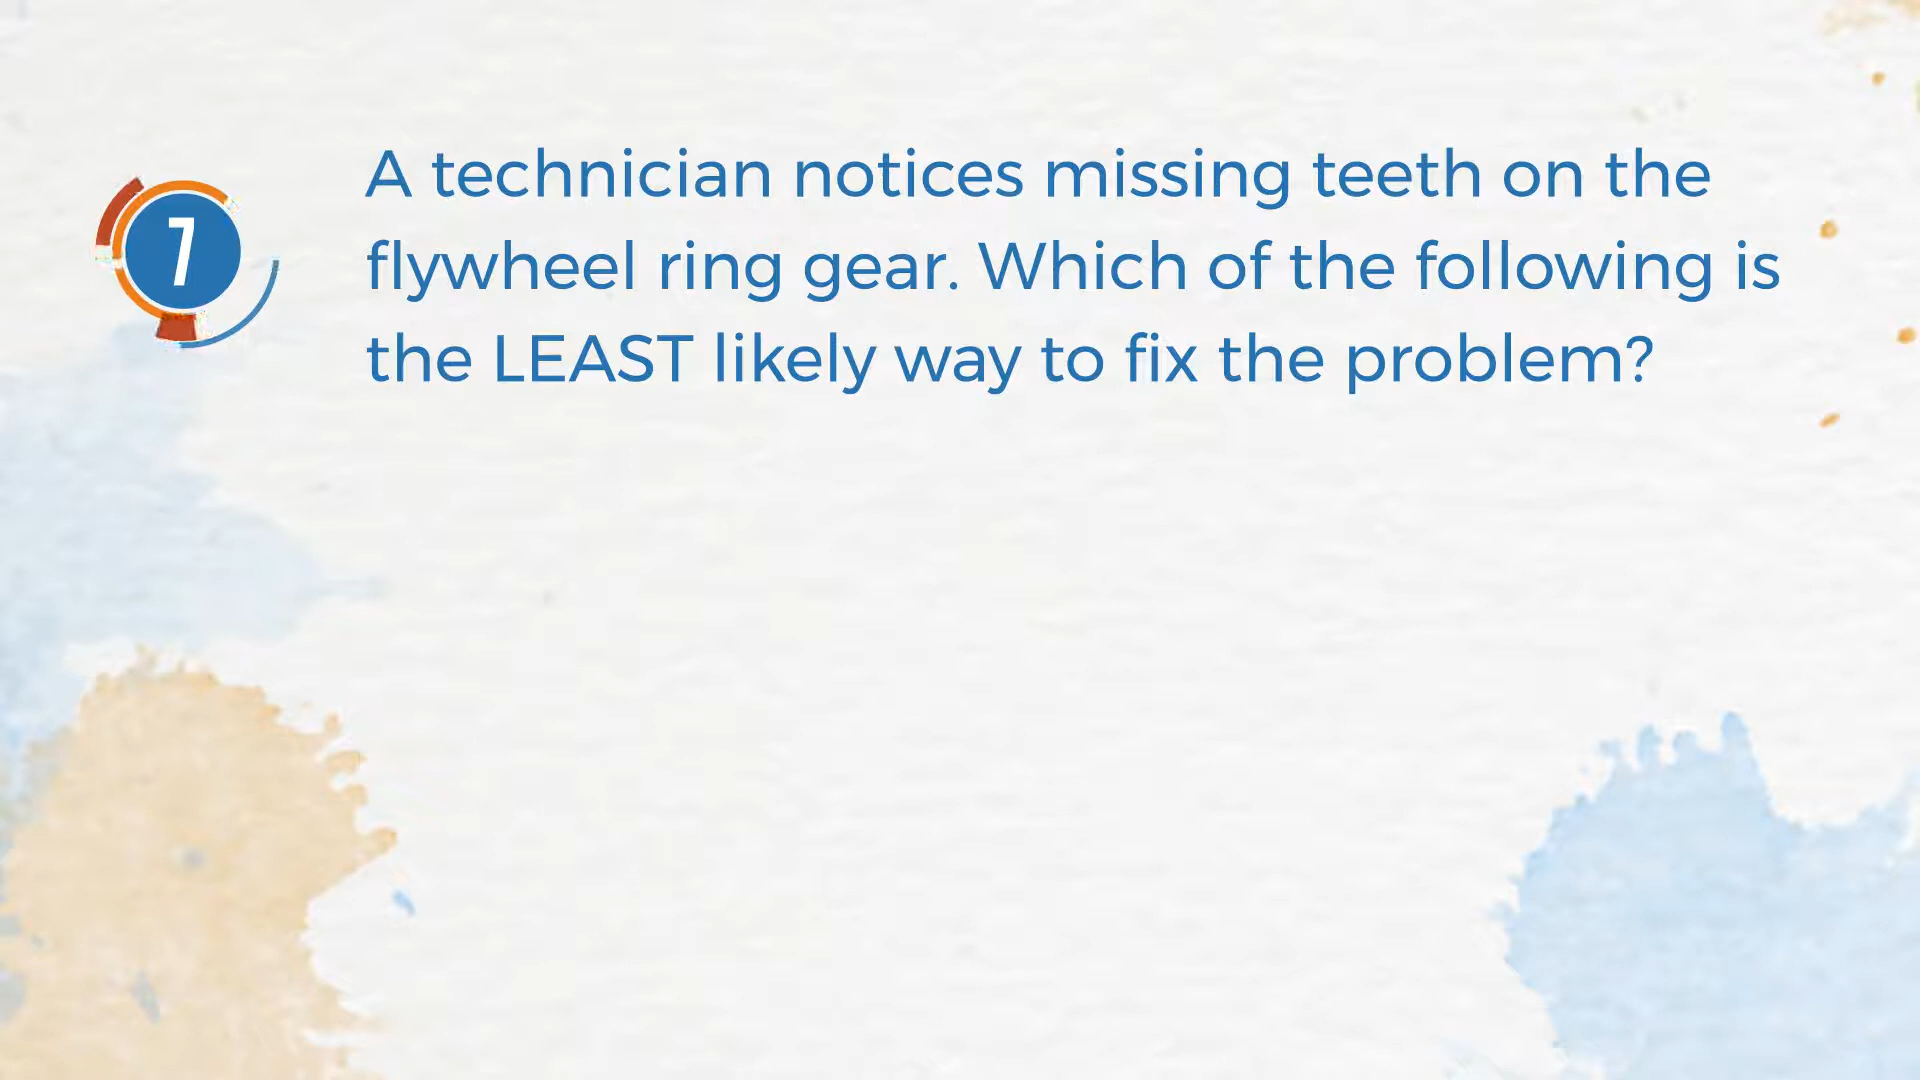 7
A technician notices missing teeth on the
flywheel ring gear. Which of the following is
the LEAST likely way to fix the problem?